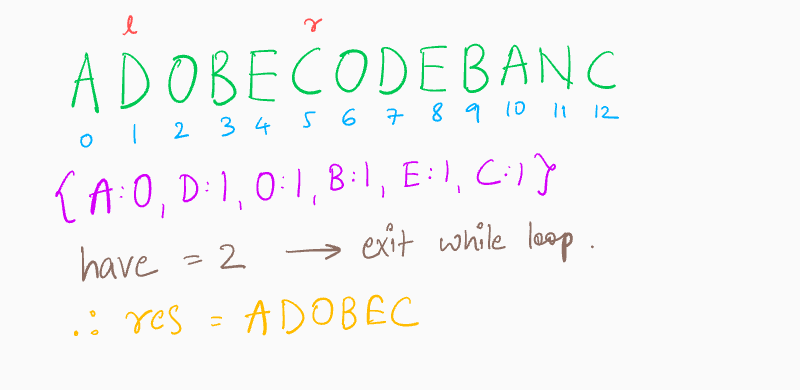 l r
ADOBECODEBANC
0 1 2 3 4 5 6 7 8 9 10 11 12
{A:0, D:1, O:1, B:1, E:1, C:1}
have = 2 → exit while loop.
∴ res = ADOBEC